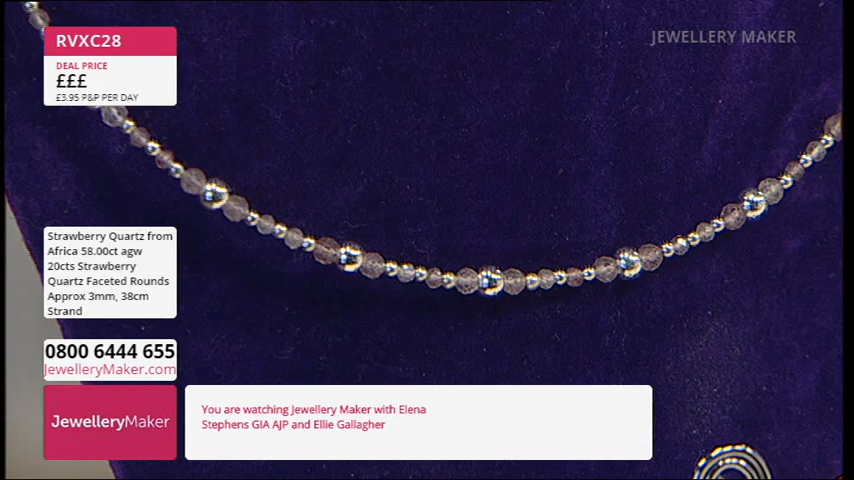 RVXC28
DEAL PRICE
£££
£3.95 P&P PER DAY
JEWELLERY MAKER
Strawberry Quartz from
Africa 58.00ct agw
20cts Strawberry
Quartz Faceted Rounds
Approx 3mm, 38cm
Strand
0800 6444 655
JewelleryMaker.com
JewelleryMaker
You are watching Jewellery Maker with Elena
Stephens GIA AJP and Ellie Gallagher